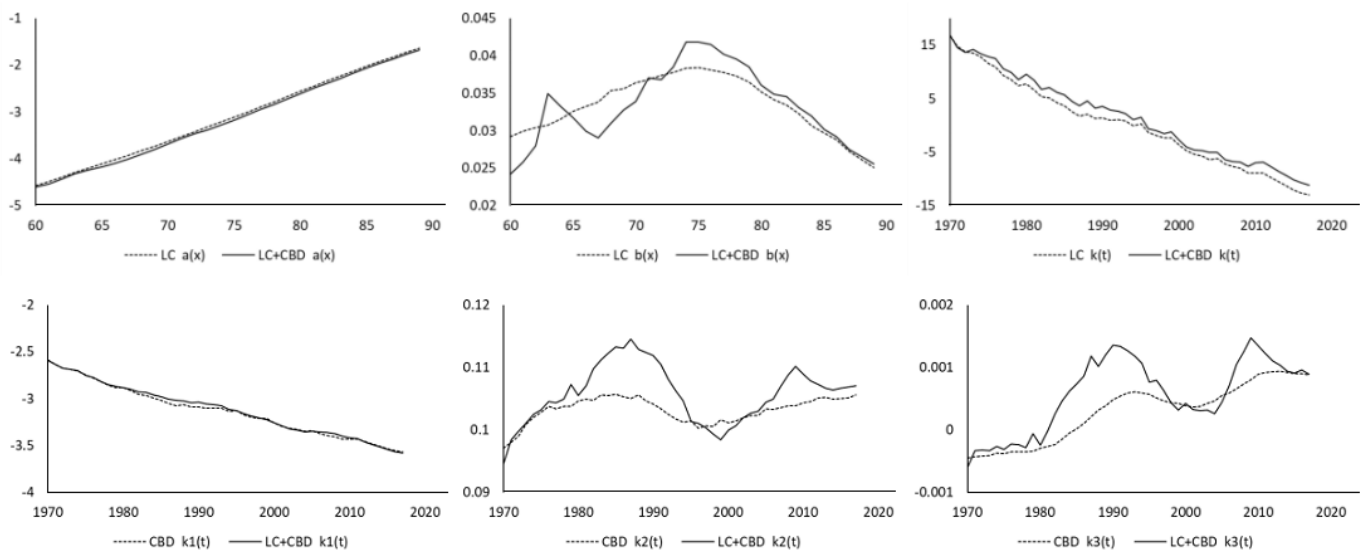 -1
-2
-3
-4
-5
60 65 70 75 80 85 90
LC a(x) LC+CBD a(x)
0.045
0.04
0.035
0.03
0.025
0.02
60 65 70 75 80 85 90
LC b(x) LC+CBD b(x)
15
5
-5
-15
1970 1980 1990 2000 2010 2020
LC k(t) LC+CBD k(t)
-2
-2.5
-3
-3.5
-4
1970 1980 1990 2000 2010 2020
CBD k1(t) LC+CBD k1(t)
0.12
0.11
0.1
0.09
1970 1980 1990 2000 2010 2020
CBD k2(t) LC+CBD k2(t)
0.002
0.001
0
-0.001
1970 1980 1990 2000 2010 2020
CBD k3(t) LC+CBD k3(t)